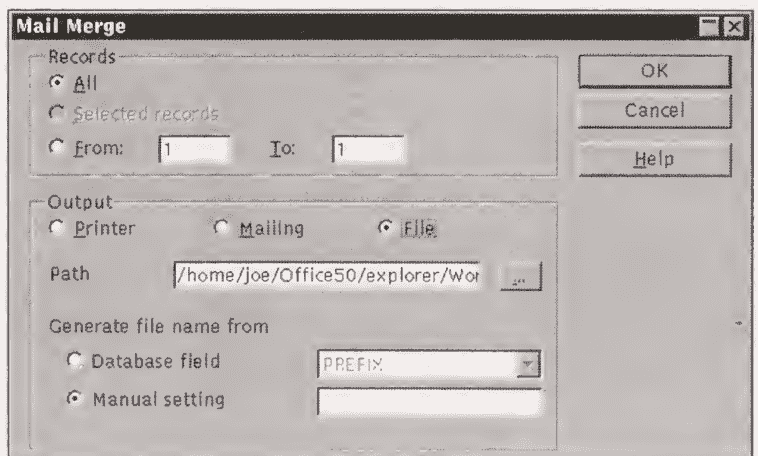 Mail Merge
Records
All
Selected records
From: 1 To: 1
OK
Cancel
Help
Output
Printer Mailing File
Path /home/joe/Office50/explorer/Wor ...
Generate file name from
Database field PREFIX
Manual setting